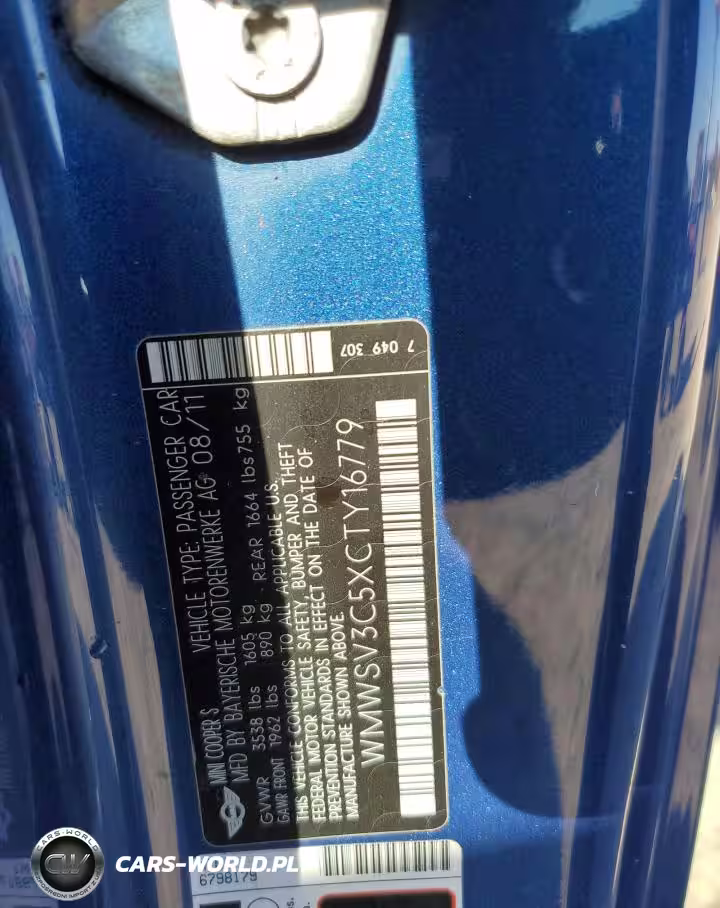 7 049 307
MINI COOPER S VEHICLE TYPE: PASSENGER CAR
MFD BY BAYERISCHE MOTORENWERKE AG 08/11
GVWR 3538 lbs 1605 kg
GAWR FRONT 1962 lbs 890 kg REAR 1664 lbs 755 kg
THIS VEHICLE CONFORMS TO ALL APPLICABLE U.S.
FEDERAL MOTOR VEHICLE SAFETY, BUMPER AND THEFT
PREVENTION STANDARDS IN EFFECT ON THE DATE OF
MANUFACTURE SHOWN ABOVE
WMWSV3C5XCTY16779
6798179
CARS-WORLD.PL
CARS-WORLD
CW